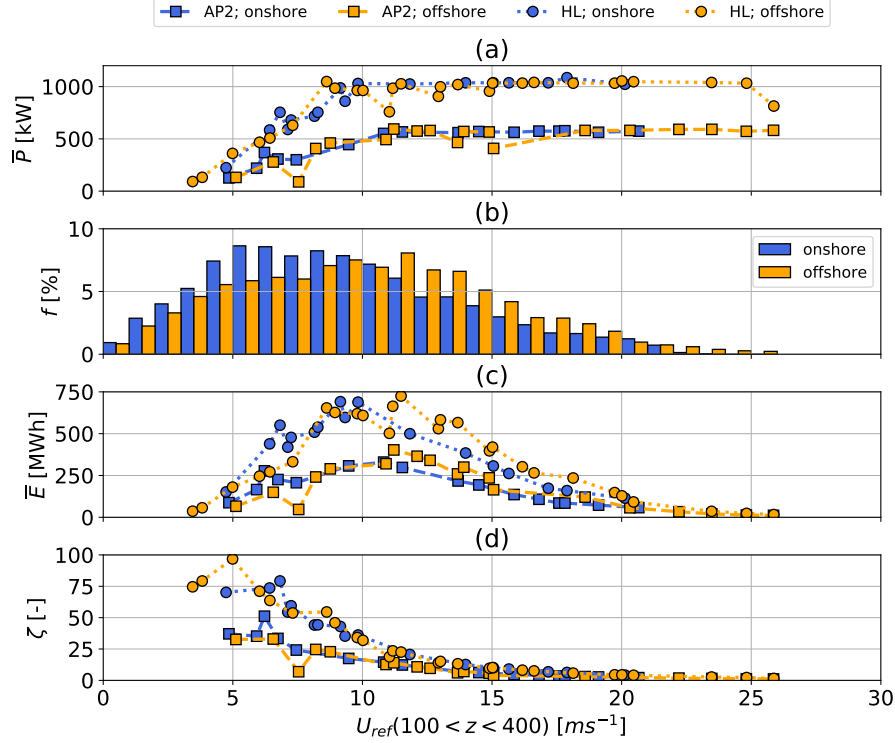 AP2; onshore AP2; offshore HL; onshore HL; offshore
(a)
1000
500
0
P̅ [kW]
(b)
10
5
0
f [%]
onshore
offshore
(c)
750
500
250
0
E̅ [MWh]
(d)
100
75
50
25
0
ζ [-]
0 5 10 15 20 25 30
U_{ref}(100 < z < 400) [ms^{-1}]